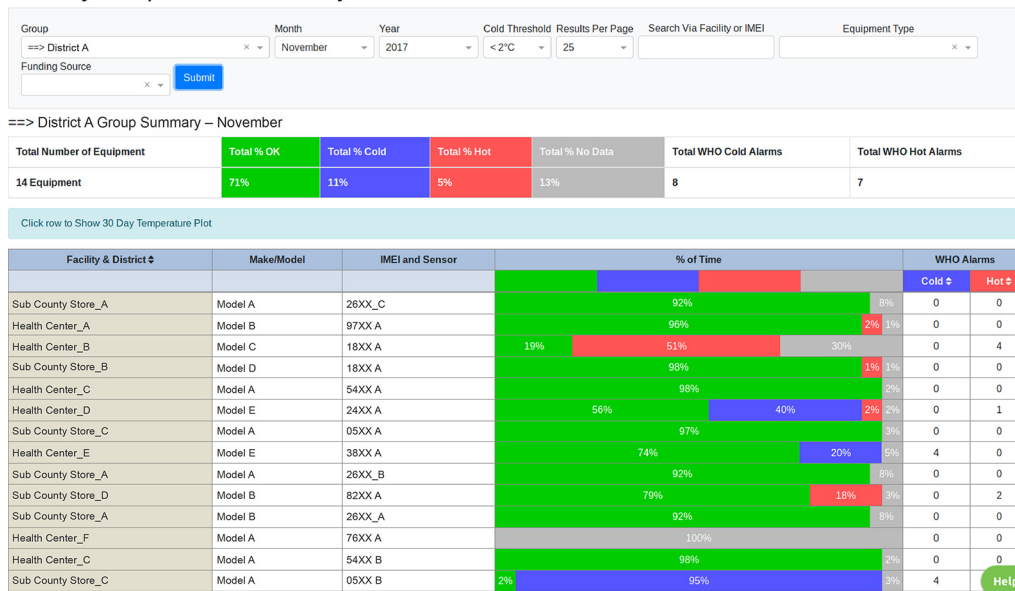 Group Month Year Cold Threshold Results Per Page Search Via Facility or IMEI Equipment Type
==> District A × November 2017 < 2°C 25 ×
Funding Source
× Submit
==> District A Group Summary – November
Total Number of Equipment Total % OK Total % Cold Total % Hot Total % No Data Total WHO Cold Alarms Total WHO Hot Alarms
14 Equipment 71% 11% 5% 13% 8 7
Click row to Show 30 Day Temperature Plot
Facility & District Make/Model IMEI and Sensor % of Time WHO Alarms
Cold Hot
Sub County Store_A Model A 26XX_C 92% 8% 0 0
Health Center_A Model B 97XX A 96% 2% 1% 0 0
Health Center_B Model C 18XX A 19% 51% 30% 0 4
Sub County Store_B Model D 18XX A 98% 1% 1% 0 0
Health Center_C Model A 54XX A 98% 2% 0 0
Health Center_D Model E 24XX A 56% 40% 2% 2% 0 1
Sub County Store_C Model A 05XX A 97% 3% 0 0
Health Center_E Model E 38XX A 74% 20% 5% 4 0
Sub County Store_A Model A 26XX_B 92% 8% 0 0
Sub County Store_D Model B 82XX A 79% 18% 3% 0 2
Sub County Store_A Model B 26XX_A 92% 8% 0 0
Health Center_F Model A 76XX A 100% 0 0
Health Center_C Model A 54XX B 98% 2% 0 0
Sub County Store_C Model A 05XX B 2% 95% 3% 4 Help